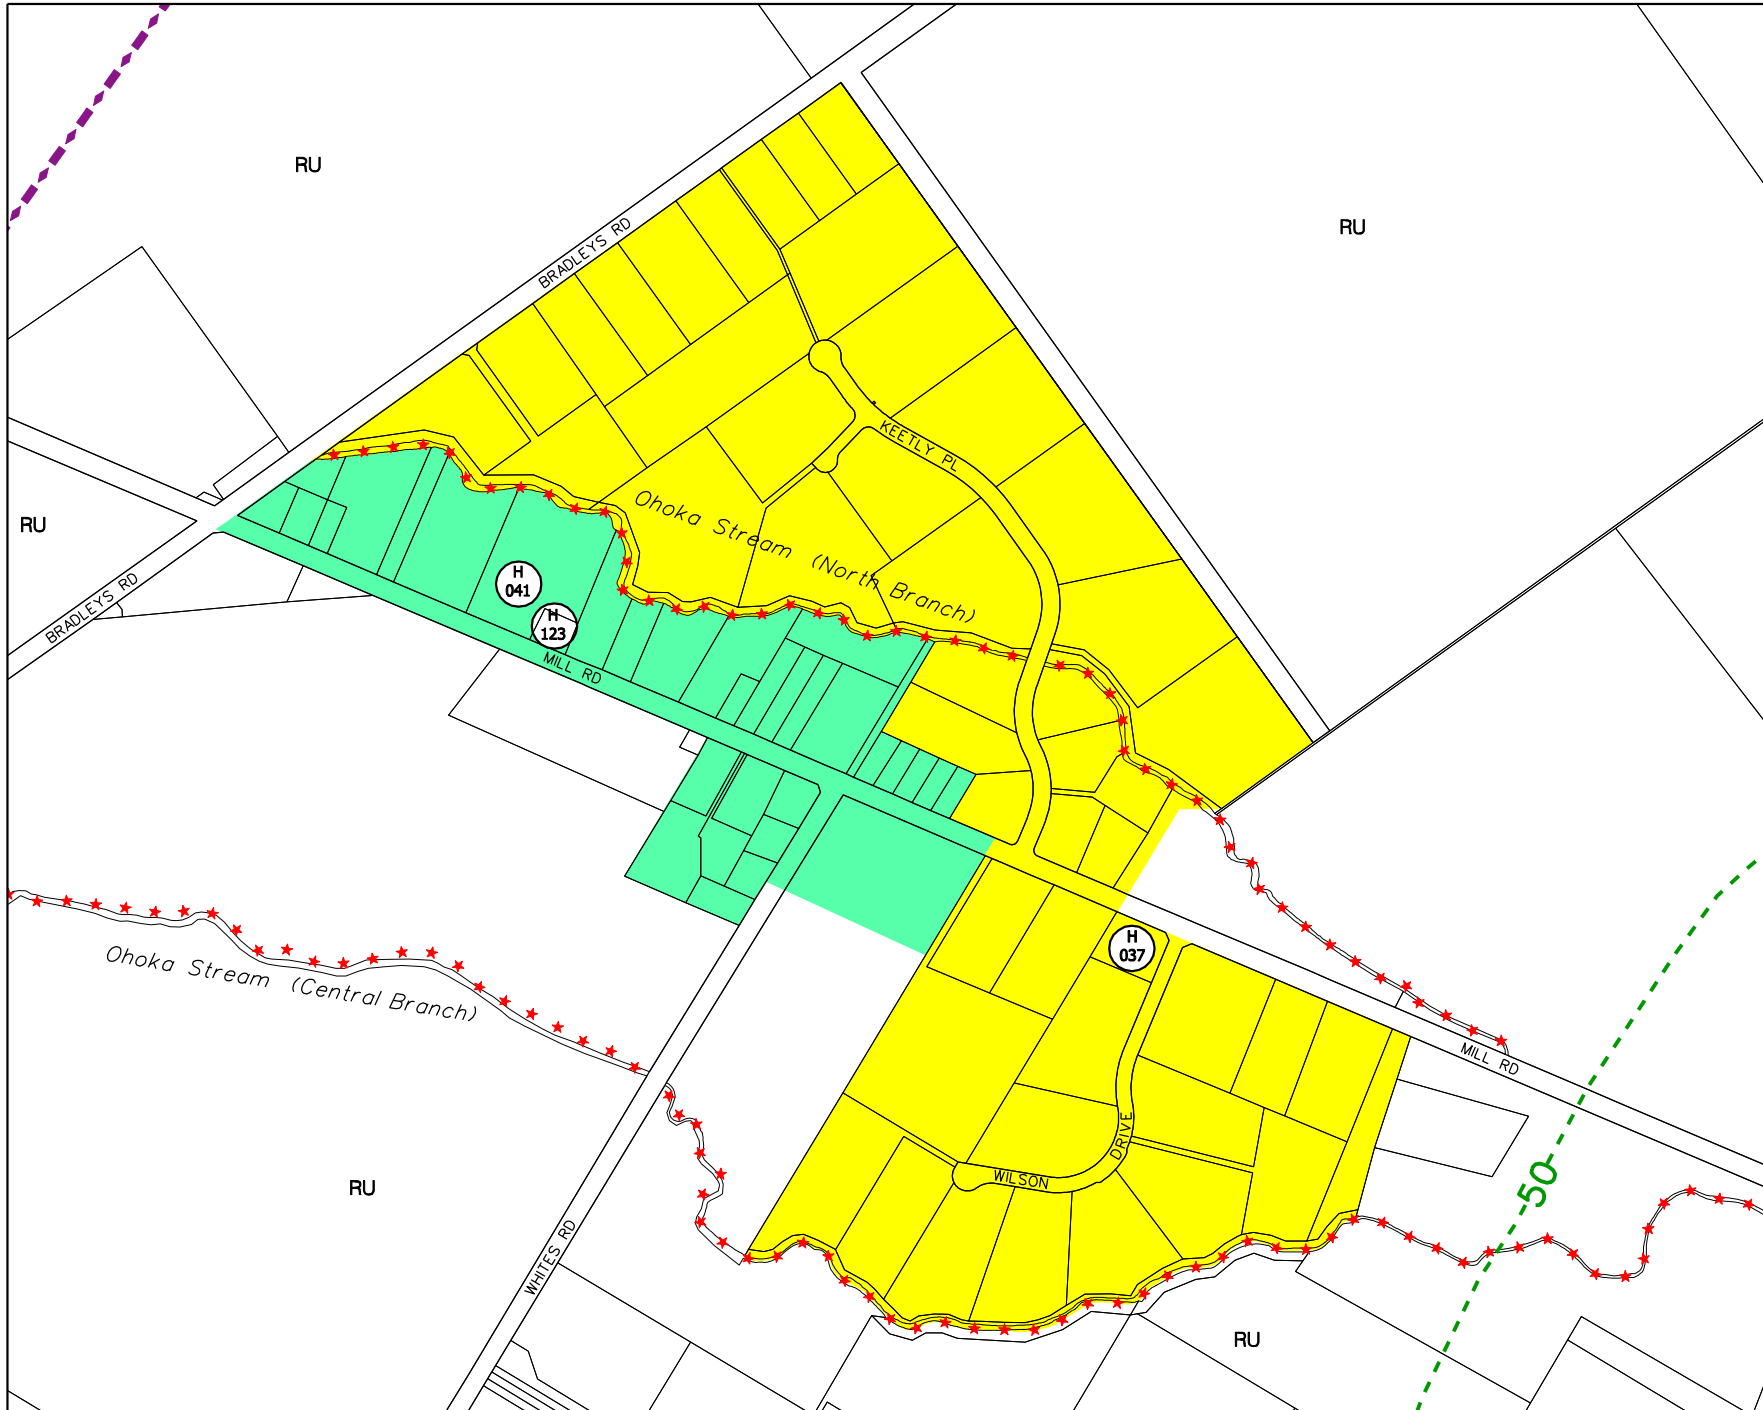 RU
RU
BRADLEYS RD
KEETLY PL
Ohoka Stream (North Branch)
RU
H
041
BRADLEYS RD
H
123
MILL RD
H
037
Ohoka Stream (Central Branch)
MILL RD
DRIVE
WILSON
50
RU
WHITES RD
RU